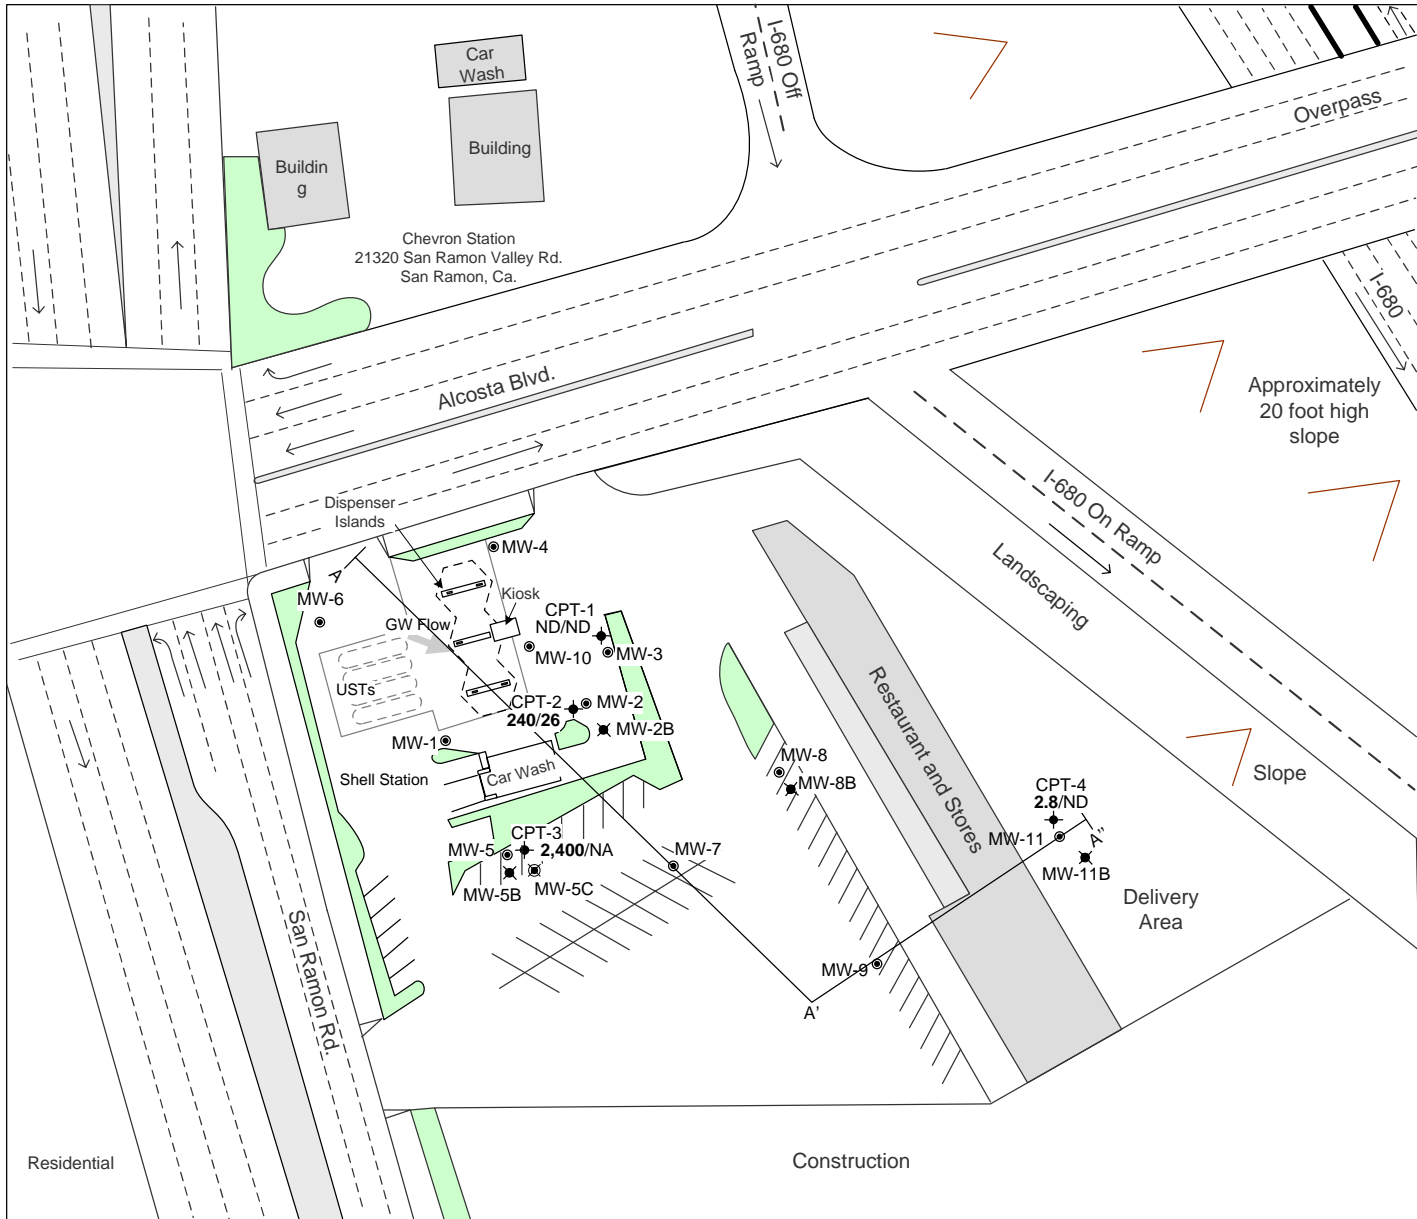 Car
Wash
Building
Buildin
g
Chevron Station
21320 San Ramon Valley Rd.
San Ramon, Ca.
I-680 Off
Ramp
Overpass
I-680
Approximately
20 foot high
slope
Alcosta Blvd.
I-680 On Ramp
Landscaping
Dispenser
Islands
A
MW-4
MW-6
Kiosk
CPT-1
ND/ND
GW Flow
MW-10
MW-3
USTs
CPT-2
240/26
MW-2
MW-2B
MW-1
Shell Station
Car Wash
MW-8
MW-8B
Restaurant and Stores
Slope
CPT-4
2.8/ND
MW-11
A''
MW-11B
CPT-3
2,400/NA
MW-5
MW-5B
MW-5C
MW-7
Delivery
Area
MW-9
A'
San Ramon Rd.
Residential
Construction